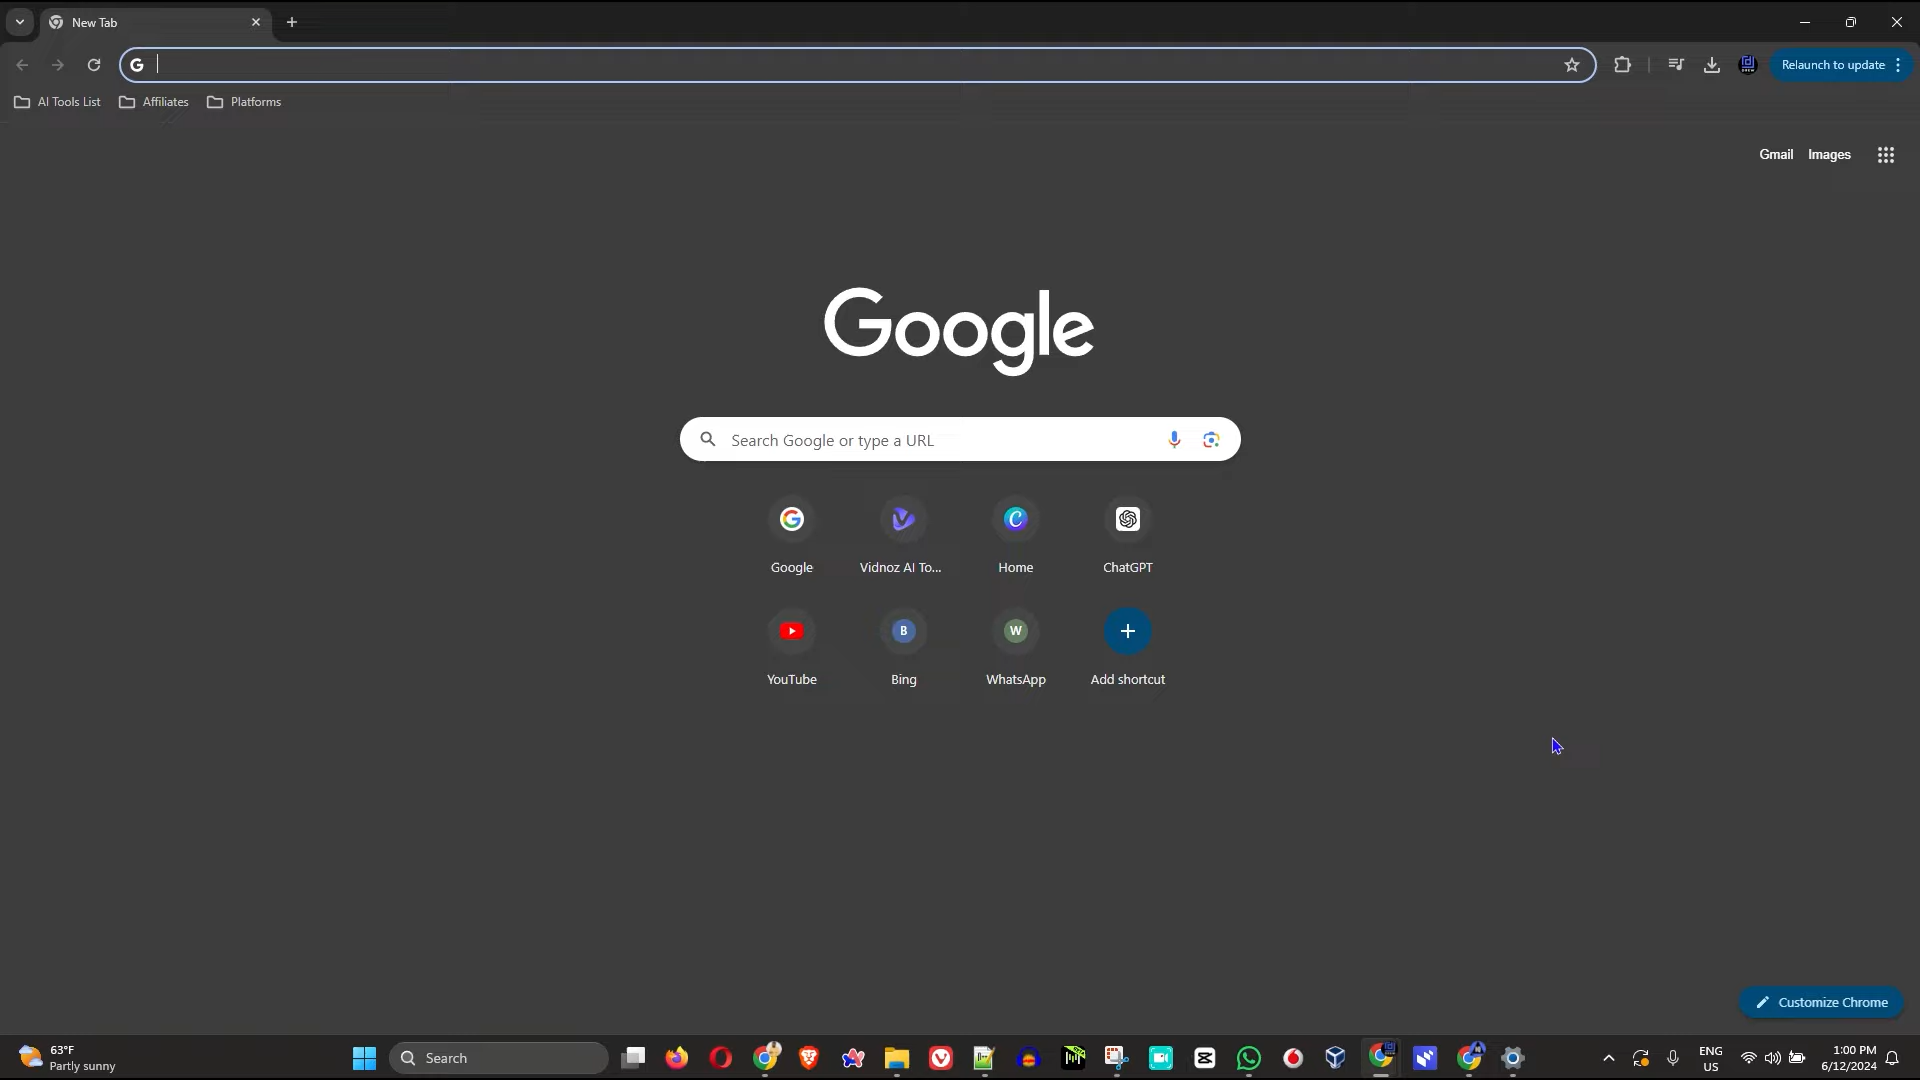 New Tab
Relaunch to update
AI Tools List
Affiliates
Platforms
Gmail
Images
Google
Search Google or type a URL
Google
Vidnoz AI To...
Home
ChatGPT
B
W
YouTube
Bing
WhatsApp
Add shortcut
Customize Chrome
63°F
Partly sunny
Search
ENG
US
1:00 PM
6/12/2024